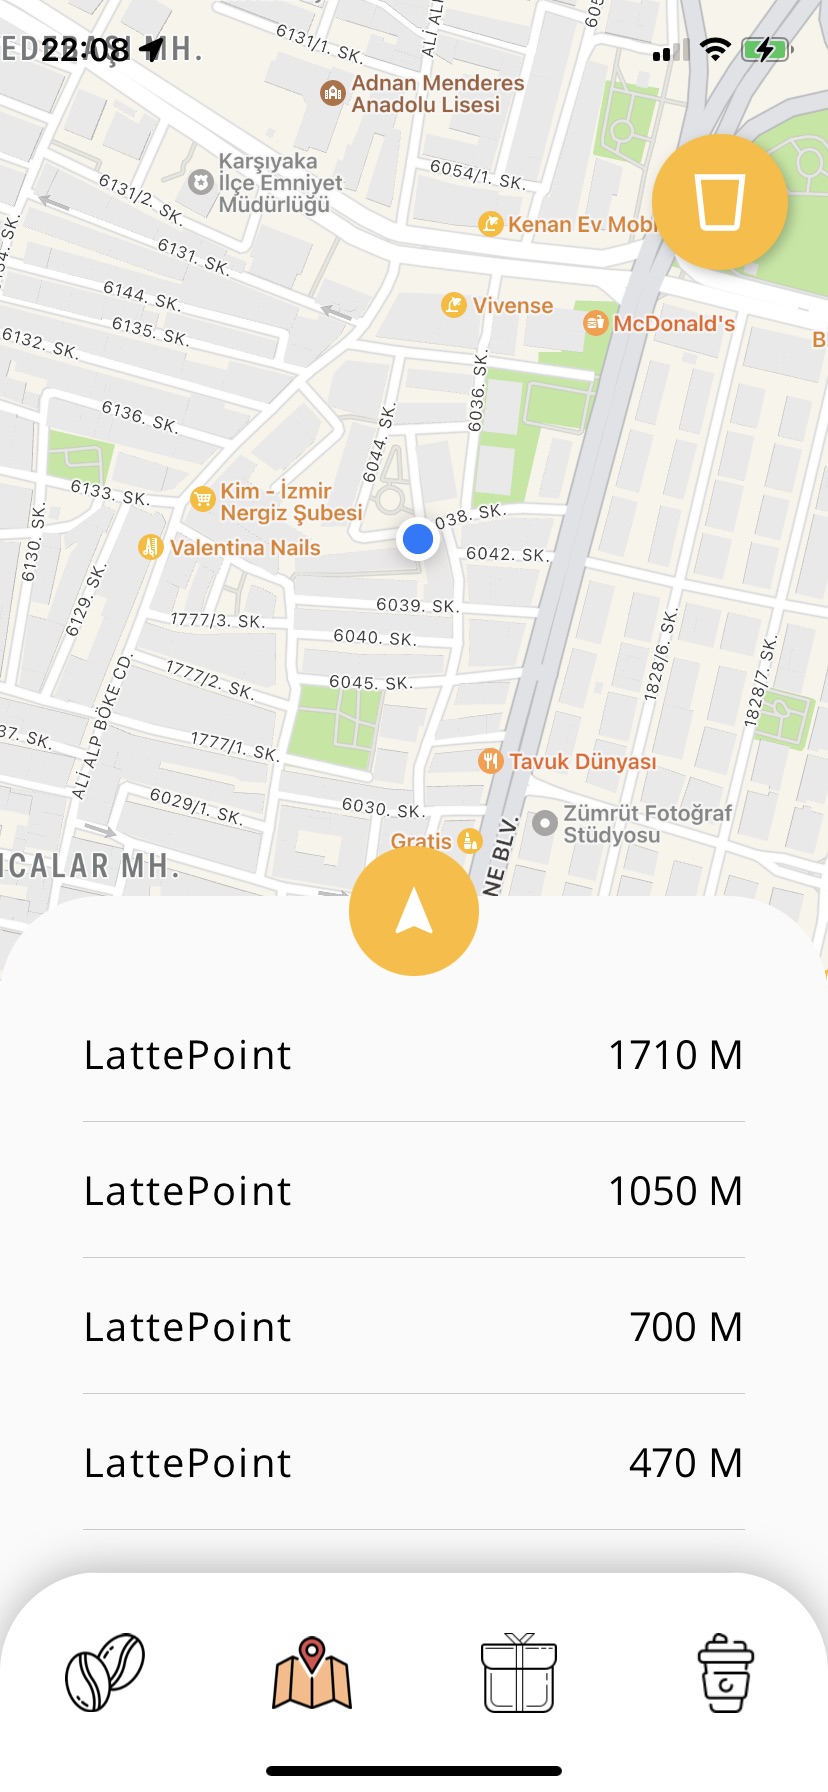 22:08
MH.
6131/1. SK.
Adnan Menderes
Anadolu Lisesi
Karşıyaka
İlçe Emniyet
Müdürlüğü
6054/1. SK.
6131/2. SK.
Kenan Ev Mobi
6131. SK.
6144. SK.
Vivense
McDonald's
6135. SK.
6132. SK.
6036. SK.
6136. SK.
6044. SK.
6133. SK.
Kim - İzmir
Nergiz Şubesi
038. SK.
6130. SK.
Valentina Nails
6042. SK.
6129. SK.
6039. SK.
1777/3. SK.
6040. SK.
1828/6. SK.
1777/2. SK.
6045. SK.
1828/7. SK.
ALİ ALP BÖKE CD.
37. SK.
1777/1. SK.
Tavuk Dünyası
6029/1. SK.
6030. SK.
Zümrüt Fotoğraf
Stüdyosu
Gratis
NE BLV.
CALAR MH.
LattePoint 1710 M
LattePoint 1050 M
LattePoint 700 M
LattePoint 470 M